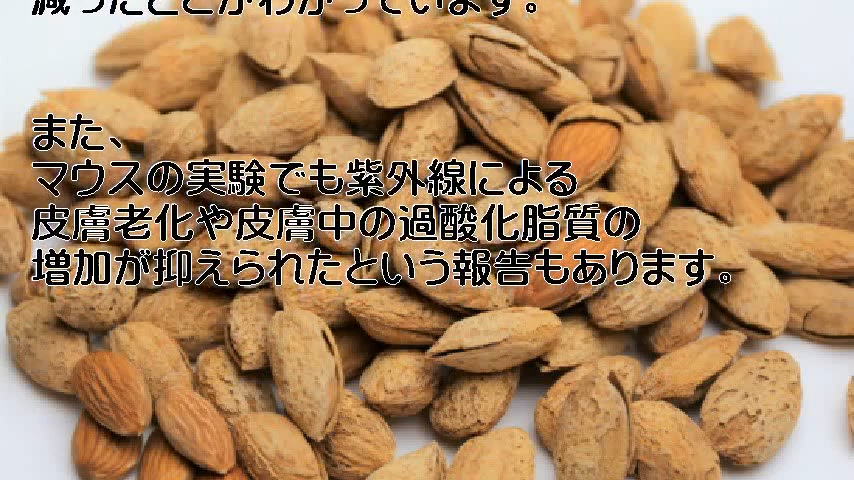 減ったことがわかっています。
また、
マウスの実験でも紫外線による
皮膚老化や皮膚中の過酸化脂質の
増加が抑えられたという報告もあります。